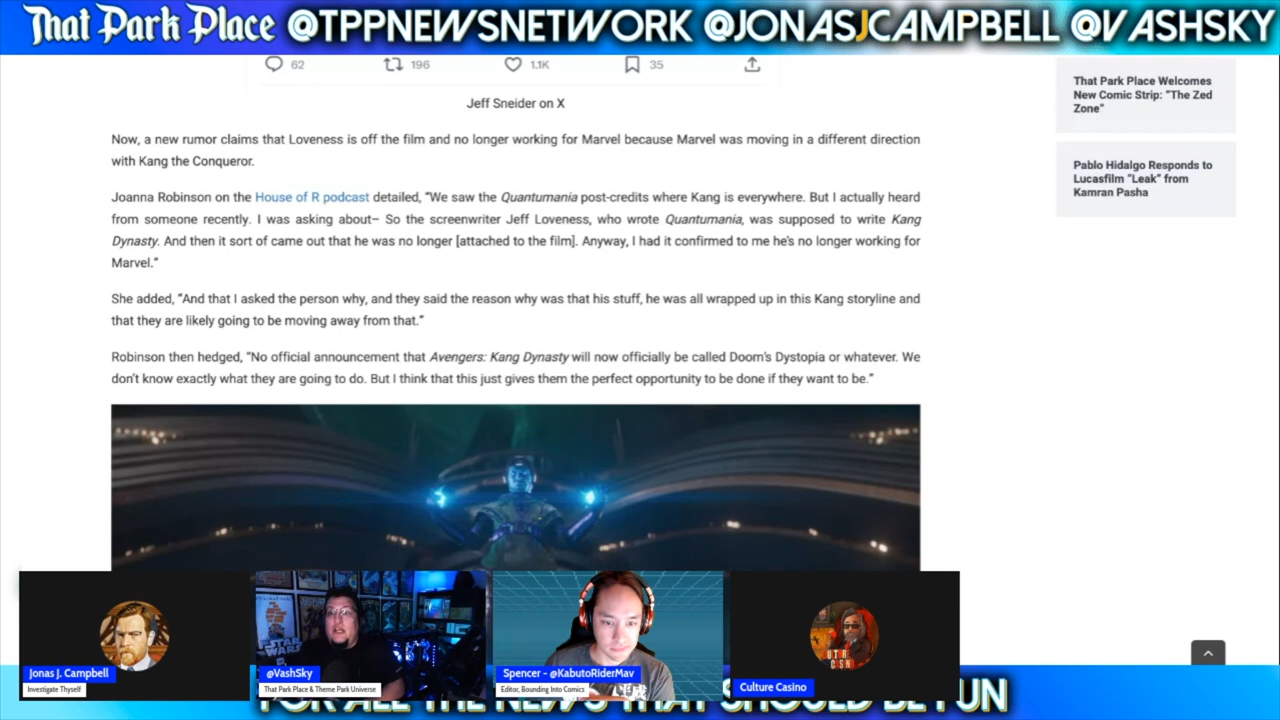 That Park Place @TPPNEWSNETWORK @JONASJCAMPBELL @VASHSKY
62 196 1.1K 35
Jeff Sneider on X
Now, a new rumor claims that Loveness is off the film and no longer working for Marvel because Marvel was moving in a different direction
with Kang the Conqueror.
Joanna Robinson on the House of R podcast detailed, “We saw the Quantumania post-credits where Kang is everywhere. But I actually heard
from someone recently. I was asking about– So the screenwriter Jeff Loveness, who wrote Quantumania, was supposed to write Kang
Dynasty. And then it sort of came out that he was no longer [attached to the film]. Anyway, I had it confirmed to me he’s no longer working for
Marvel.”
She added, “And that I asked the person why, and they said the reason why was that his stuff, he was all wrapped up in this Kang storyline and
that they are likely going to be moving away from that.”
Robinson then hedged, “No official announcement that Avengers: Kang Dynasty will now officially be called Doom’s Dystopia or whatever. We
don’t know exactly what they are going to do. But I think that this just gives them the perfect opportunity to be done if they want to be.”
That Park Place Welcomes
New Comic Strip: “The Zed
Zone”
Pablo Hidalgo Responds to
Lucasfilm “Leak” from
Kamran Pasha
STAR
WARS
UTR
CSN
Jonas J. Campbell
Investigate Thyself
@VashSky
That Park Place & Theme Park Universe
Spencer - @KabutoRiderMav
Editor, Bounding Into Comics
Culture Casino
FOR ALL THE NEWS THAT SHOULD BE FUN